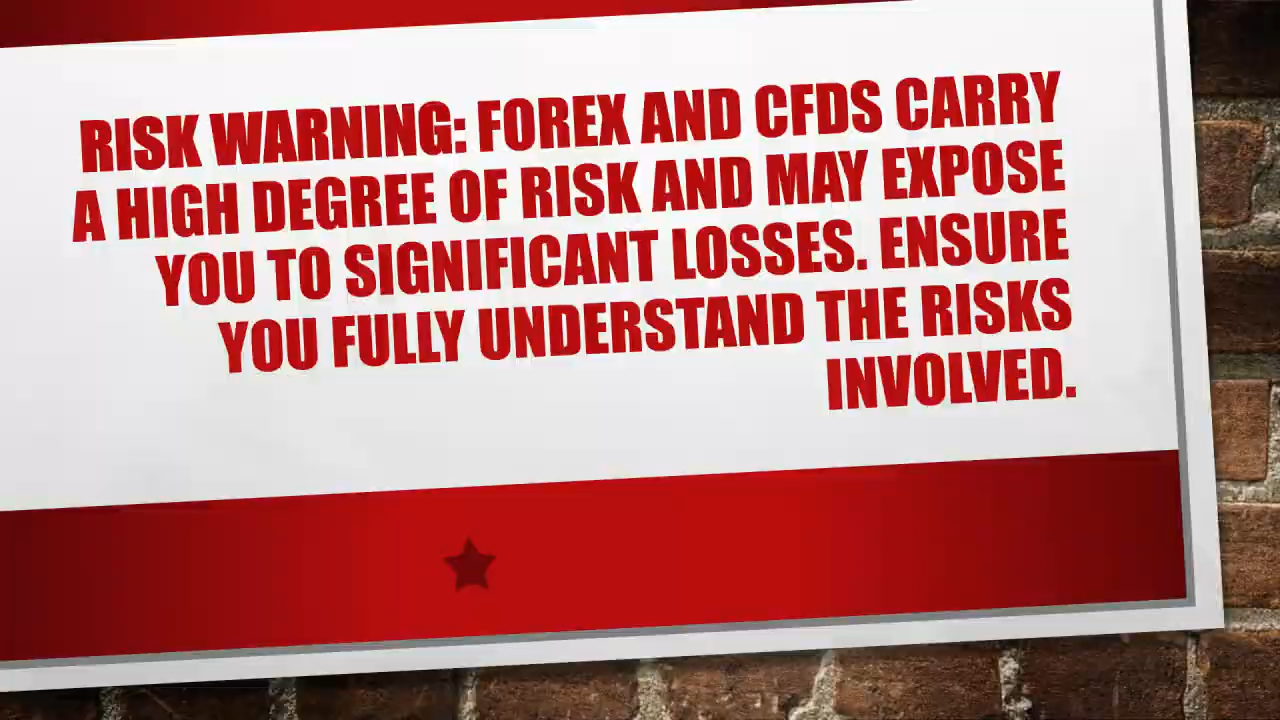 RISK WARNING: FOREX AND CFDS CARRY
A HIGH DEGREE OF RISK AND MAY EXPOSE
YOU TO SIGNIFICANT LOSSES. ENSURE
YOU FULLY UNDERSTAND THE RISKS
INVOLVED.